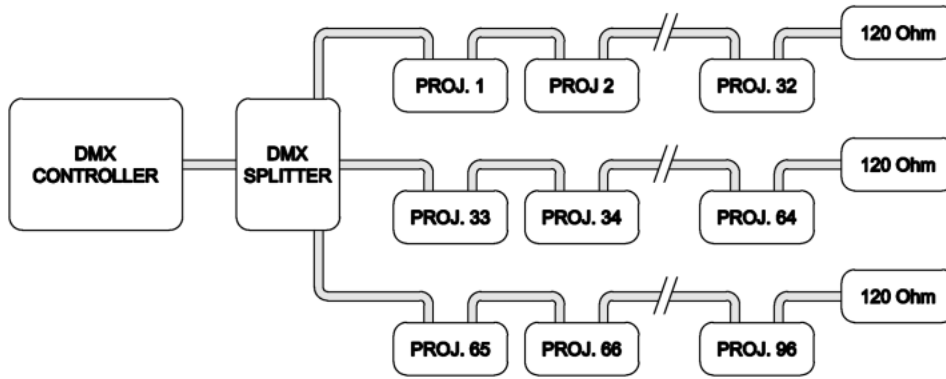 PROJ. 1
PROJ 2
PROJ. 32
120 Ohm
DMX
CONTROLLER
DMX
SPLITTER
PROJ. 33
PROJ. 34
PROJ. 64
120 Ohm
PROJ. 65
PROJ. 66
PROJ. 96
120 Ohm